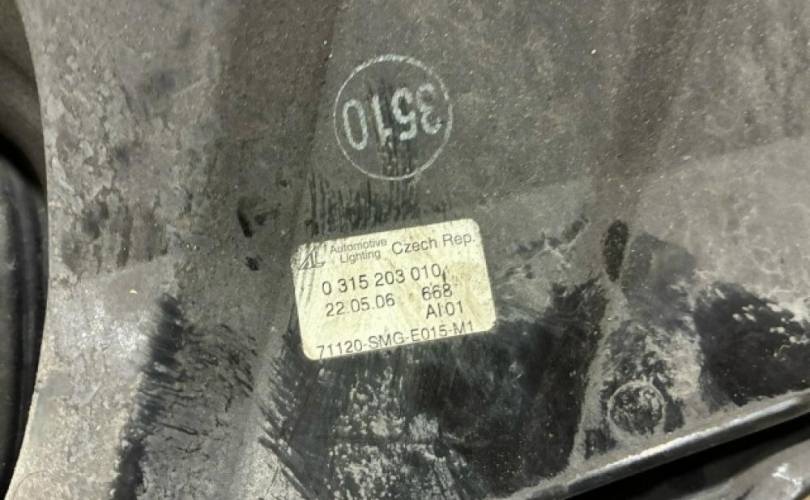 3510
AL Automotive Lighting Czech Rep.
0 315 203 010
22.05.06 668
AI 01
71120-SMG-E015-M1